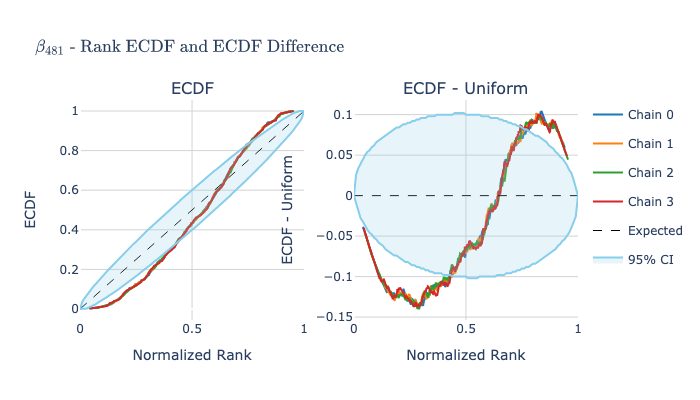 β481 - Rank ECDF and ECDF Difference
ECDF
ECDF
1
0.8
0.6
0.4
0.2
0
0 0.5 1
Normalized Rank
ECDF - Uniform
ECDF - Uniform
0.1
0.05
0
−0.05
−0.1
−0.15
0 0.5 1
Normalized Rank
Chain 0
Chain 1
Chain 2
Chain 3
Expected
95% CI